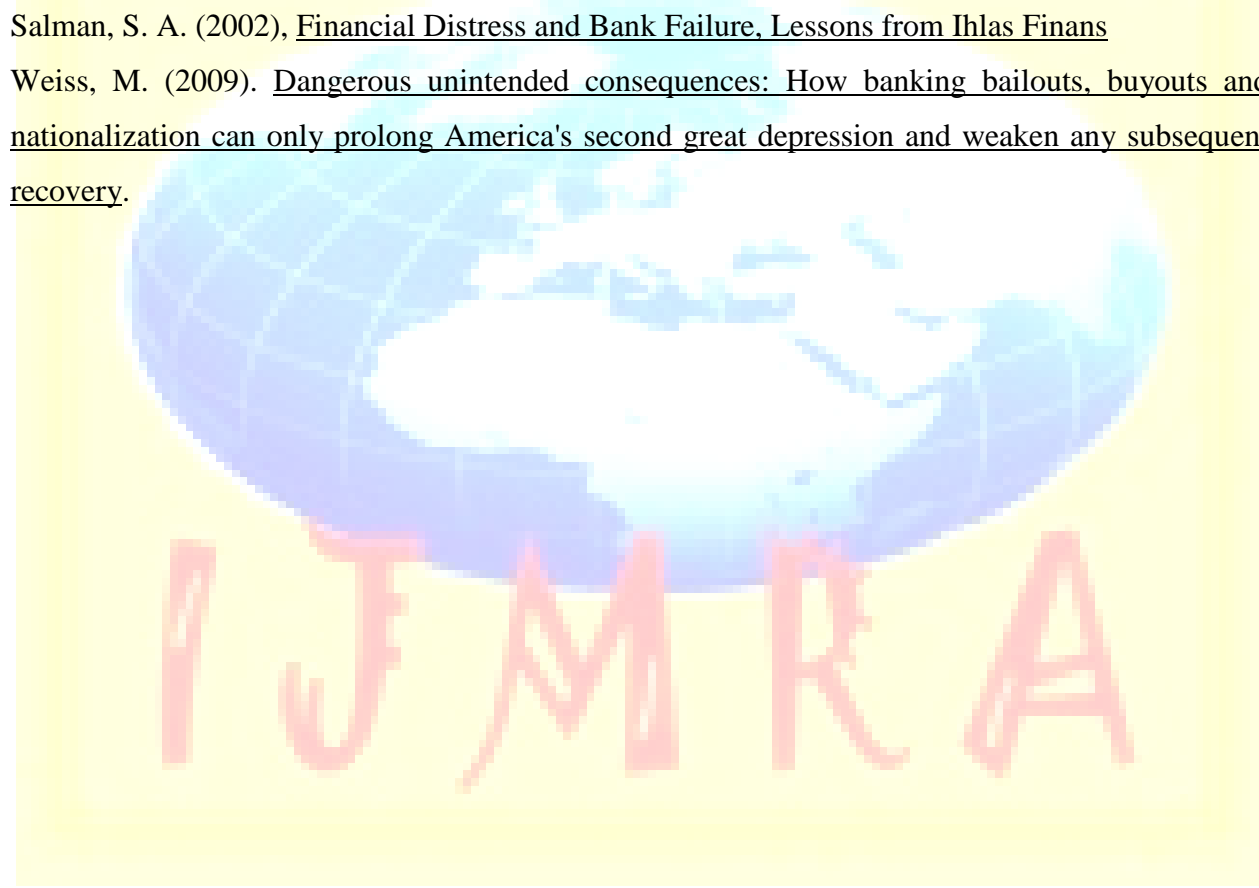 Salman, S. A. (2002), Financial Distress and Bank Failure, Lessons from Ihlas Finans
Weiss, M. (2009). Dangerous unintended consequences: How banking bailouts, buyouts and
nationalization can only prolong America's second great depression and weaken any subsequen
recovery.
IJMRA